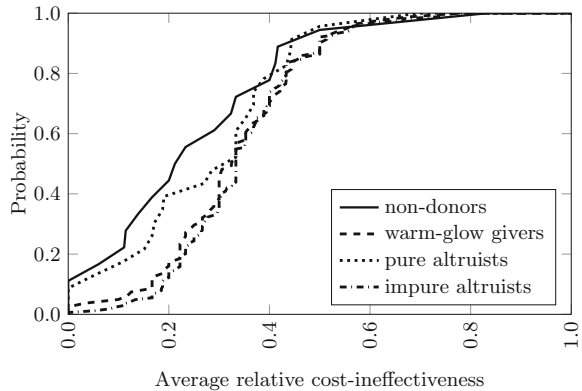 1.0
0.8
0.6
0.4
0.2
0.0
Probability
non-donors
warm-glow givers
pure altruists
impure altruists
0.0
0.2
0.4
0.6
0.8
1.0
Average relative cost-ineffectiveness